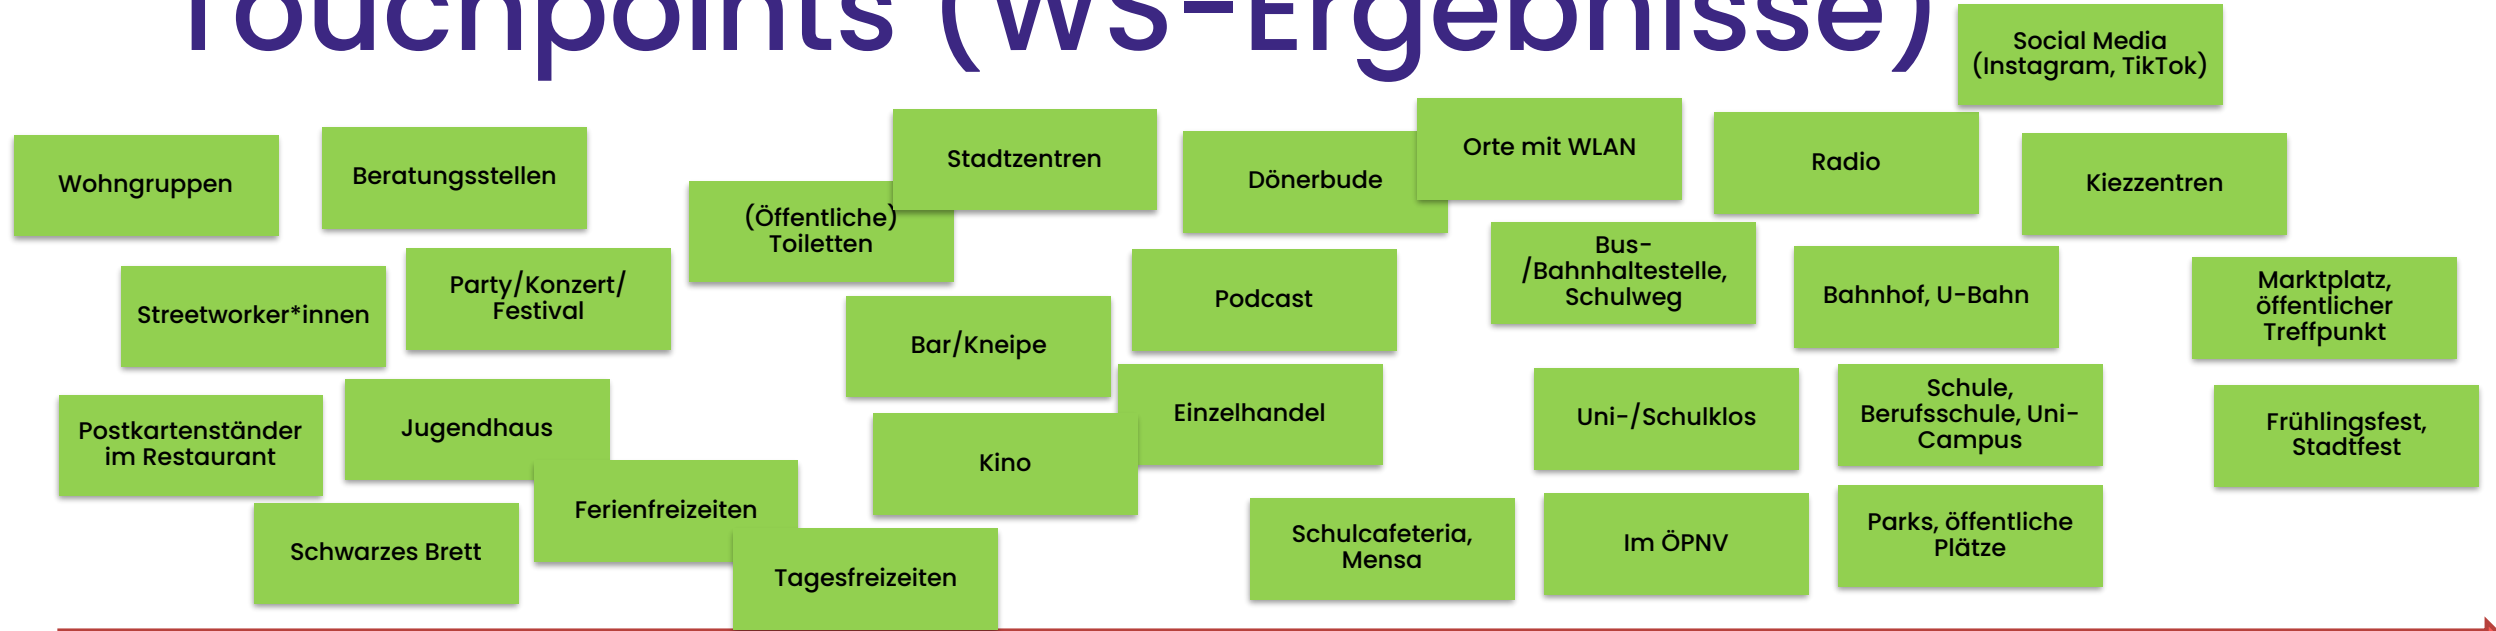 Touchpoints (WS-Ergebnisse)
Social Media
(Instagram, TikTok)
Wohngruppen
Beratungsstellen
(Öffentliche)
Toiletten
Stadtzentren
Dönerbude
Orte mit WLAN
Radio
Kiezzentren
Streetworker*innen
Party/Konzert/
Festival
Bar/Kneipe
Podcast
Bus-
/Bahnhaltestelle,
Schulweg
Bahnhof, U-Bahn
Marktplatz,
öffentlicher
Treffpunkt
Postkartenständer
im Restaurant
Jugendhaus
Kino
Einzelhandel
Uni-/Schulklos
Schule,
Berufsschule, Uni-
Campus
Frühlingsfest,
Stadtfest
Schwarzes Brett
Ferienfreizeiten
Tagesfreizeiten
Schulcafeteria,
Mensa
Im ÖPNV
Parks, öffentliche
Plätze